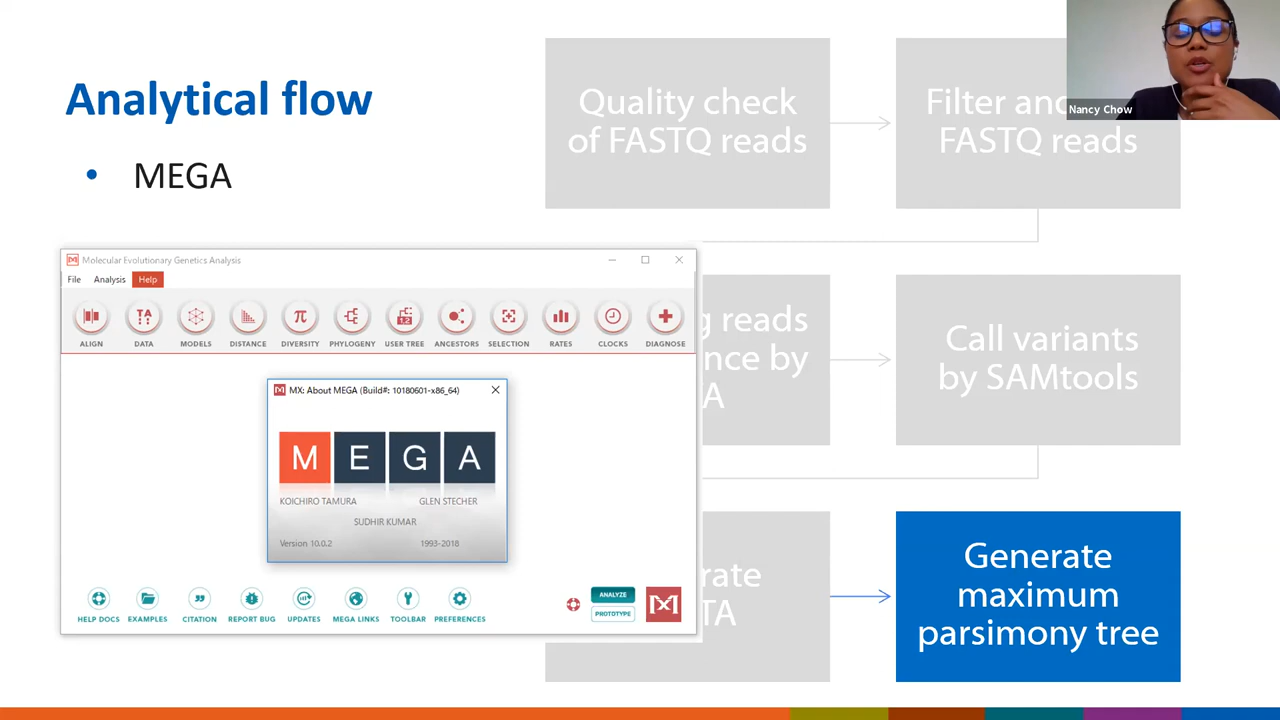 Analytical flow
• MEGA
Quality check
of FASTQ reads
Filter and
FASTQ reads
Nancy Chow
reads
by
A
Call variants
by SAMtools
Generate
maximum
parsimony tree
Molecular Evolutionary Genetics Analysis
File Analysis Help
ALIGN DATA MODELS DISTANCE DIVERSITY PHYLOGENY USER TREE ANCESTORS SELECTION RATES CLOCKS DIAGNOSE
MX: About MEGA (Build#: 10180601-x86_64)
M E G A
KOICHIRO TAMURA GLEN STECHER
SUDHIR KUMAR
Version 10.0.2 1993-2018
HELP DOCS EXAMPLES CITATION REPORT BUG UPDATES MEGA LINKS TOOLBAR PREFERENCES
ANALYZE
PROTOTYPE